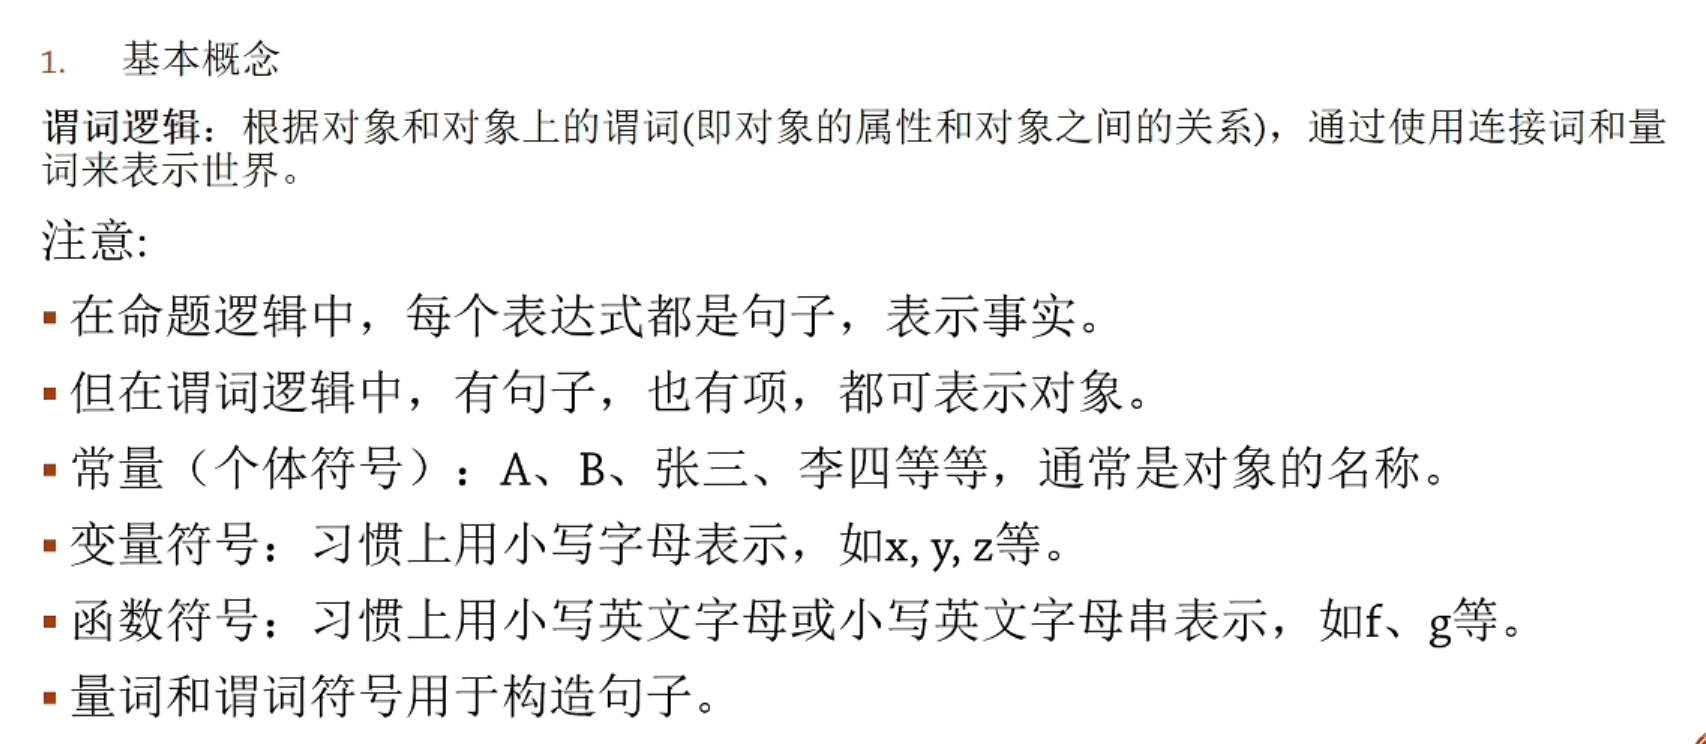 1. 基本概念
谓词逻辑：根据对象和对象上的谓词(即对象的属性和对象之间的关系)，通过使用连接词和量
词来表示世界。
注意:
▪ 在命题逻辑中，每个表达式都是句子，表示事实。
▪ 但在谓词逻辑中，有句子，也有项，都可表示对象。
▪ 常量（个体符号）：A、B、张三、李四等等，通常是对象的名称。
▪ 变量符号：习惯上用小写字母表示，如x, y, z等。
▪ 函数符号：习惯上用小写英文字母或小写英文字母串表示，如f、g等。
▪ 量词和谓词符号用于构造句子。